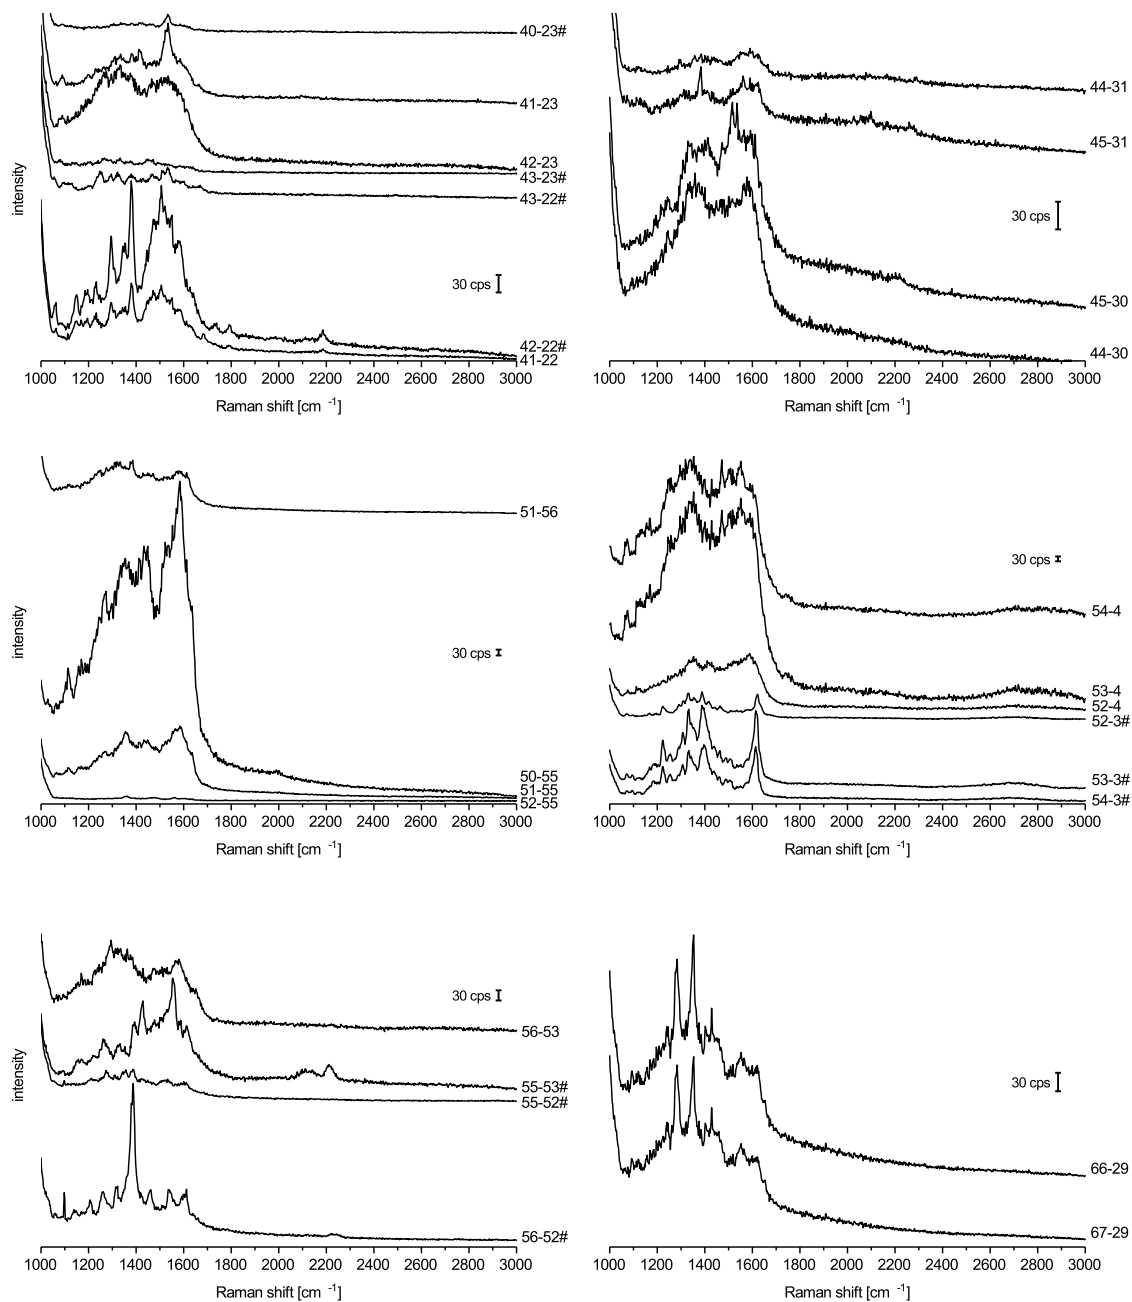 40-23#
41-23
42-23
43-23#
43-22#
30 cps
42-22#
41-22
intensity
1000 1200 1400 1600 1800 2000 2200 2400 2600 2800 3000
Raman shift [cm -1]
44-31
45-31
30 cps
45-30
44-30
1000 1200 1400 1600 1800 2000 2200 2400 2600 2800 3000
Raman shift [cm -1]
51-56
30 cps
50-55
51-55
52-55
intensity
1000 1200 1400 1600 1800 2000 2200 2400 2600 2800 3000
Raman shift [cm -1]
30 cps
54-4
53-4
52-4
52-3#
53-3#
54-3#
1000 1200 1400 1600 1800 2000 2200 2400 2600 2800 3000
Raman shift [cm -1]
30 cps
56-53
55-53#
55-52#
56-52#
intensity
1000 1200 1400 1600 1800 2000 2200 2400 2600 2800 3000
Raman shift [cm -1]
30 cps
66-29
67-29
1000 1200 1400 1600 1800 2000 2200 2400 2600 2800 3000
Raman shift [cm -1]